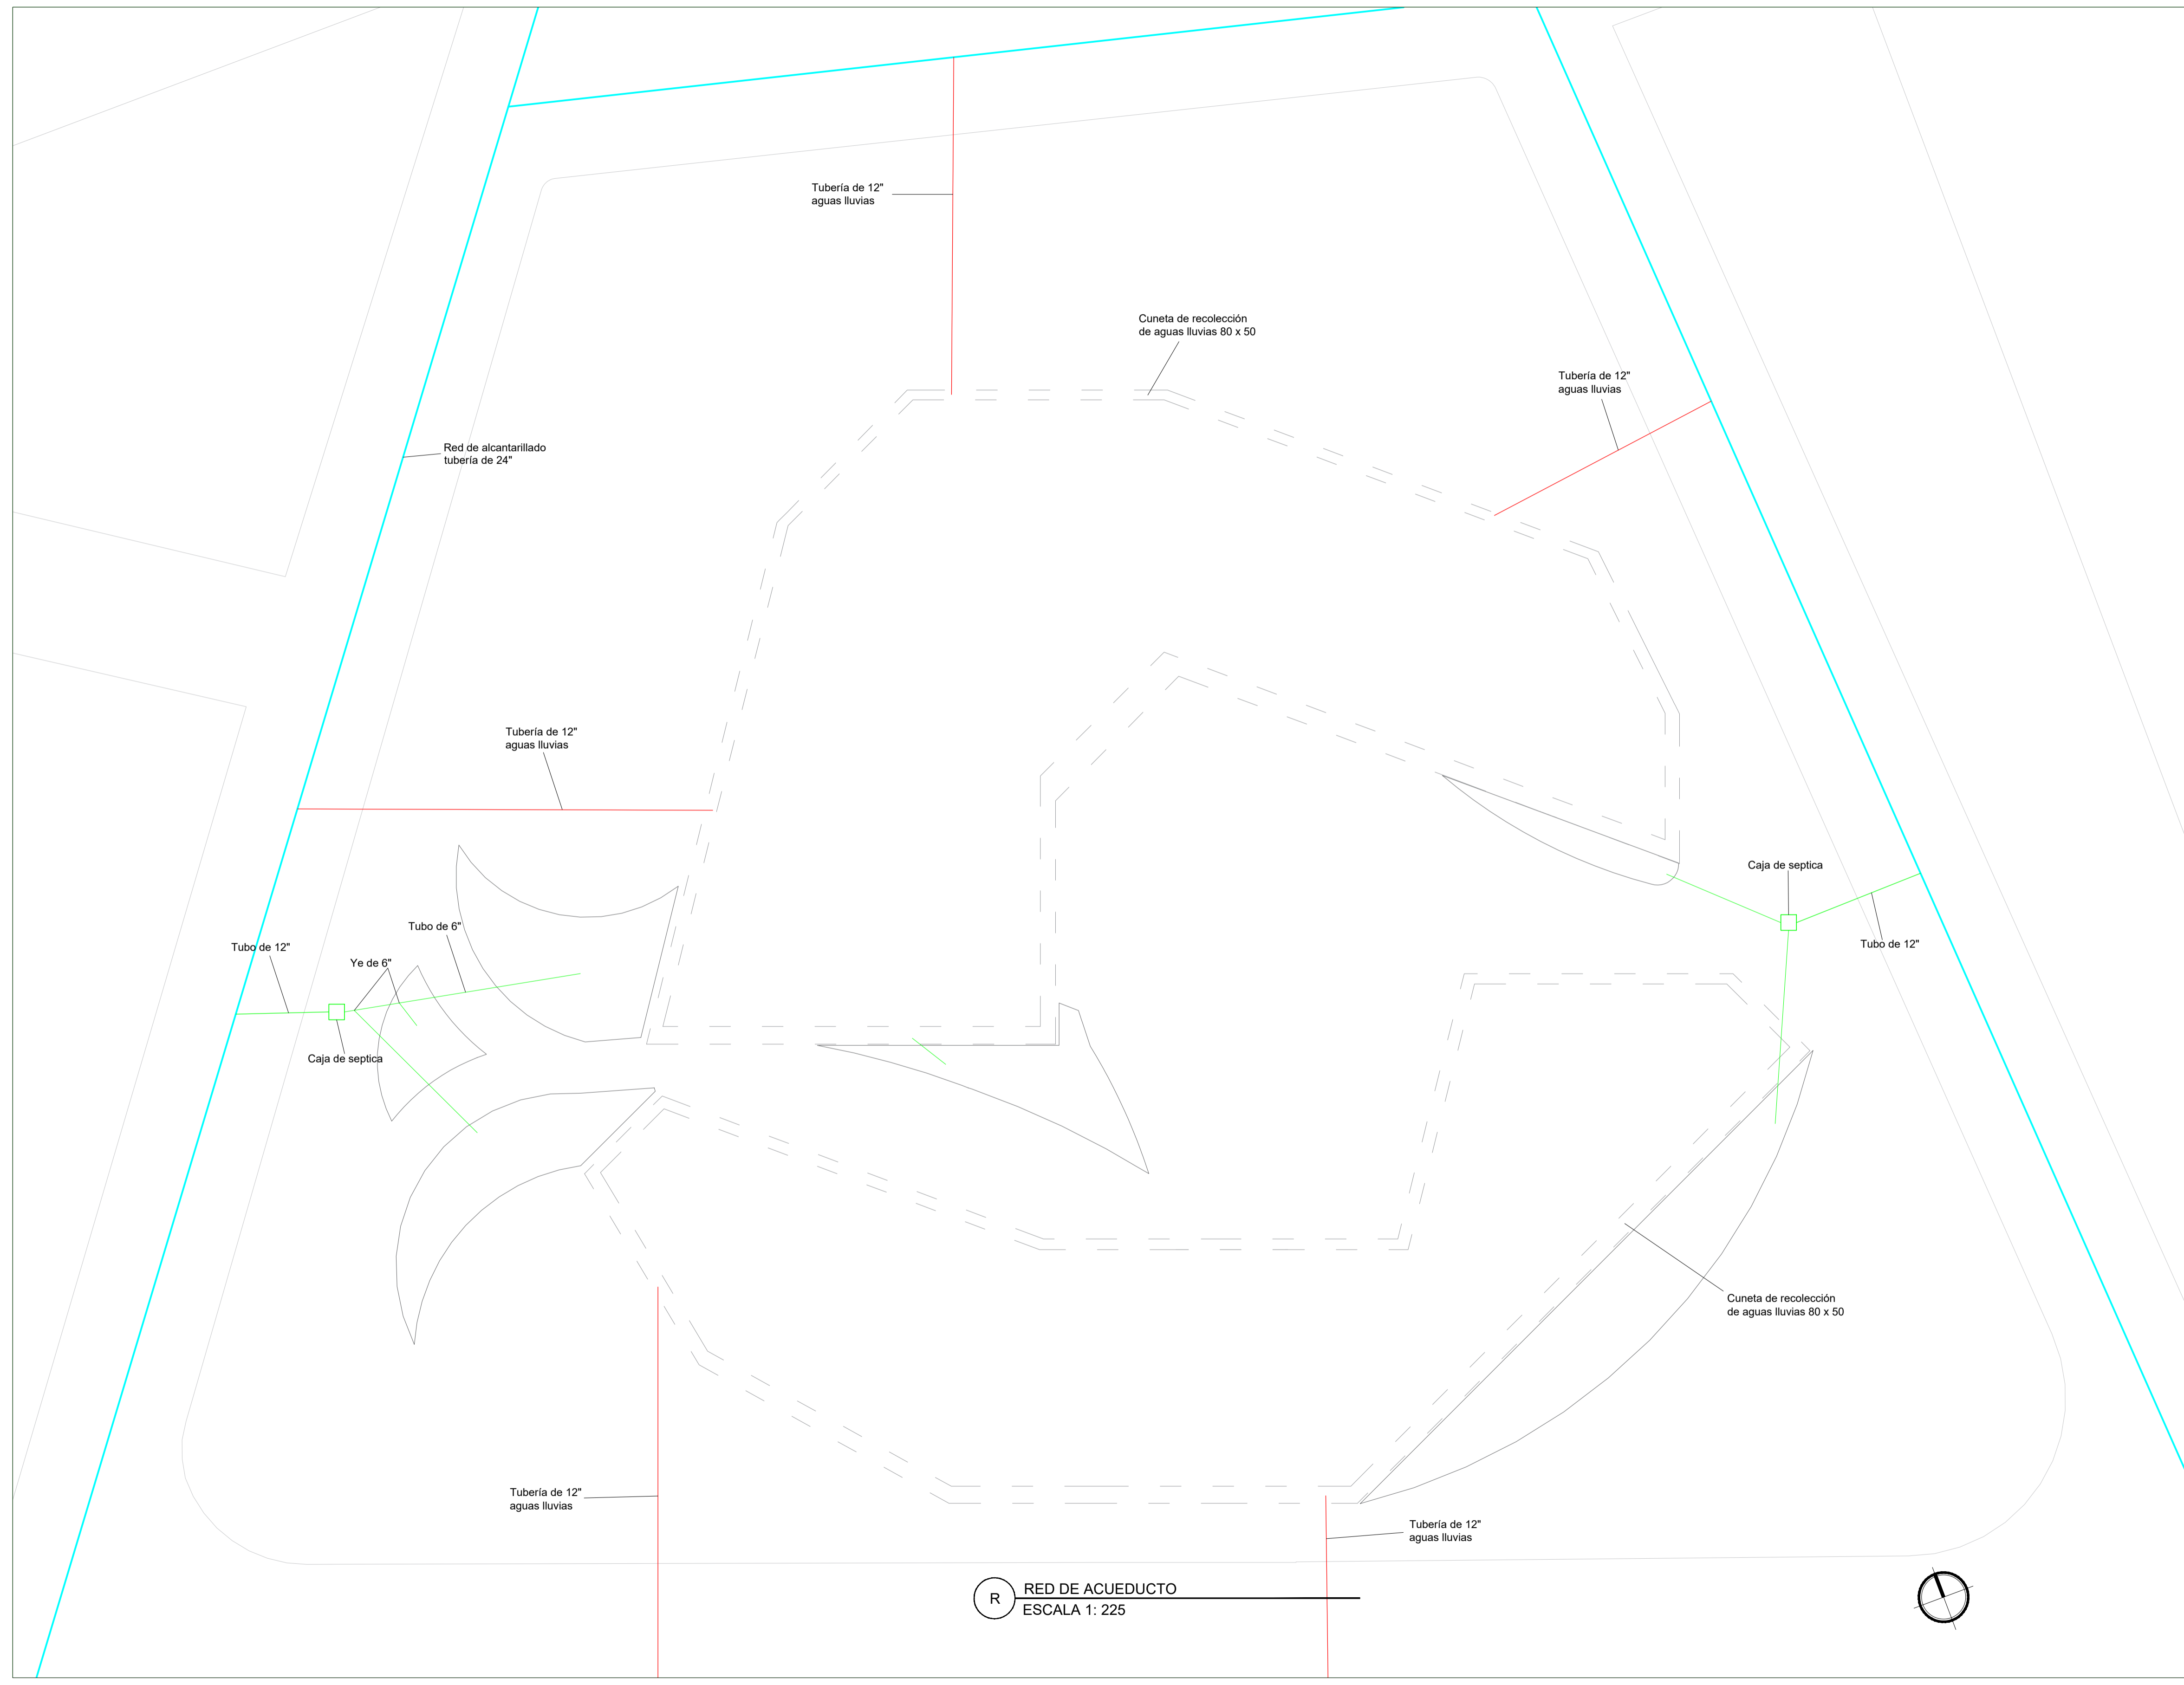 Tubería de 12"
aguas lluvias
Cuneta de recolección
de aguas lluvias 80 x 50
Tubería de 12"
aguas lluvias
Red de alcantarillado
tubería de 24"
Tubería de 12"
aguas lluvias
Caja de septica
Tubo de 6"
Tubo de 12"
Tubo de 12"
Ye de 6"
Caja de septica
Cuneta de recolección
de aguas lluvias 80 x 50
Tubería de 12"
aguas lluvias
Tubería de 12"
aguas lluvias
R
RED DE ACUEDUCTO
ESCALA 1: 225